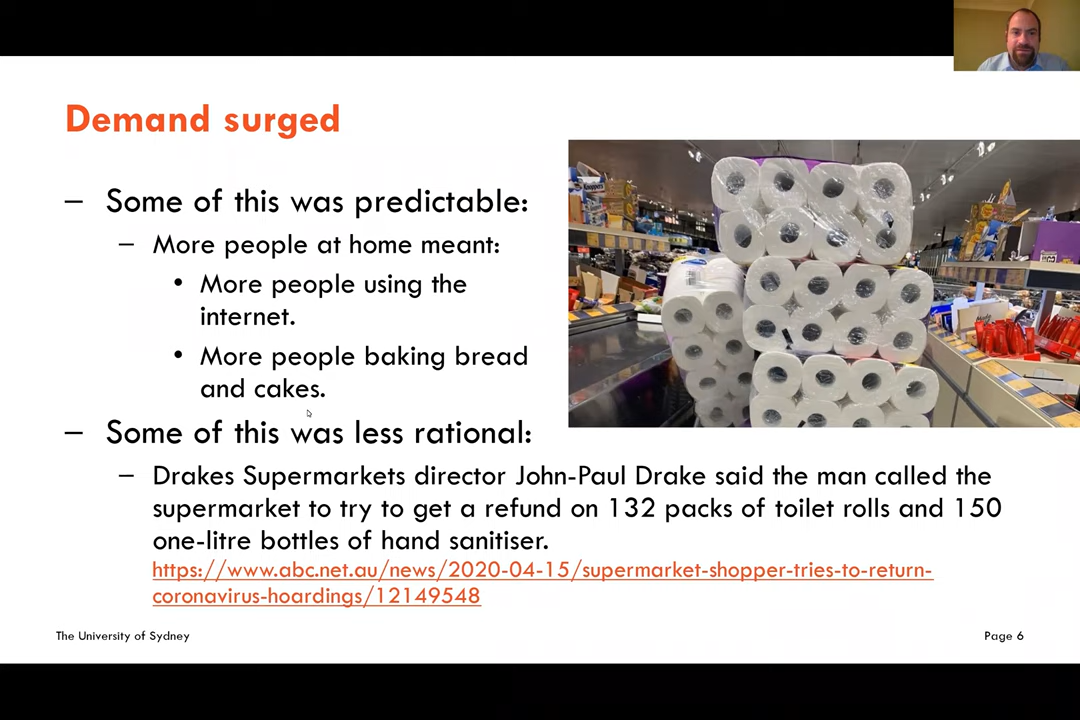 Demand surged
– Some of this was predictable:
– More people at home meant:
• More people using the
internet.
• More people baking bread
and cakes.
– Some of this was less rational:
– Drakes Supermarkets director John-Paul Drake said the man called the
supermarket to try to get a refund on 132 packs of toilet rolls and 150
one-litre bottles of hand sanitiser.
https://www.abc.net.au/news/2020-04-15/supermarket-shopper-tries-to-return-
coronavirus-hoardings/12149548
The University of Sydney
Page 6